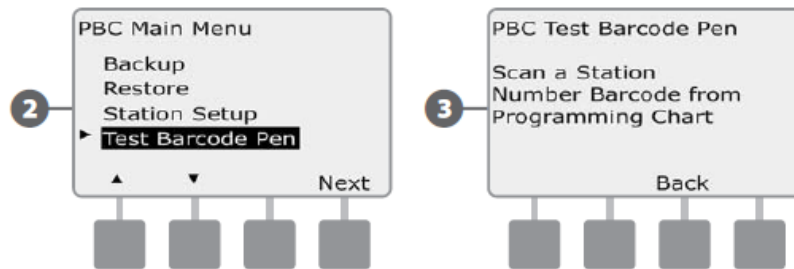 2
PBC Main Menu
Backup
Restore
Station Setup
► Test Barcode Pen
▲ ▼ Next
3
PBC Test Barcode Pen
Scan a Station
Number Barcode from
Programming Chart
Back